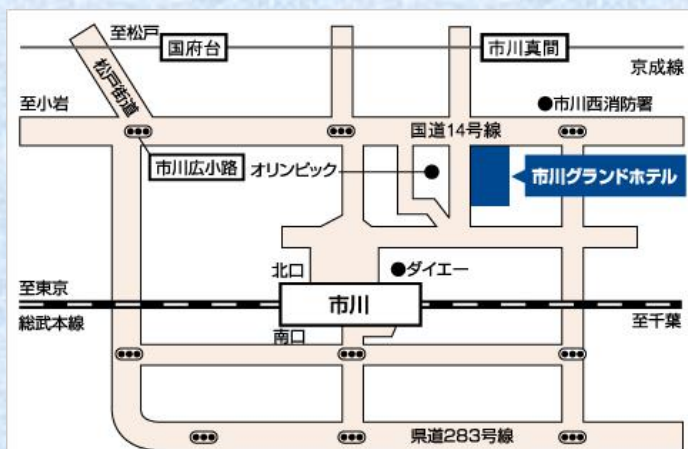 至松戸
国府台
市川真間
京成線
松戸街道
至小岩
市川西消防署
国道14号線
市川広小路
オリンピック
市川グランドホテル
北口
ダイエー
至東京
市川
総武本線
至千葉
南口
県道283号線